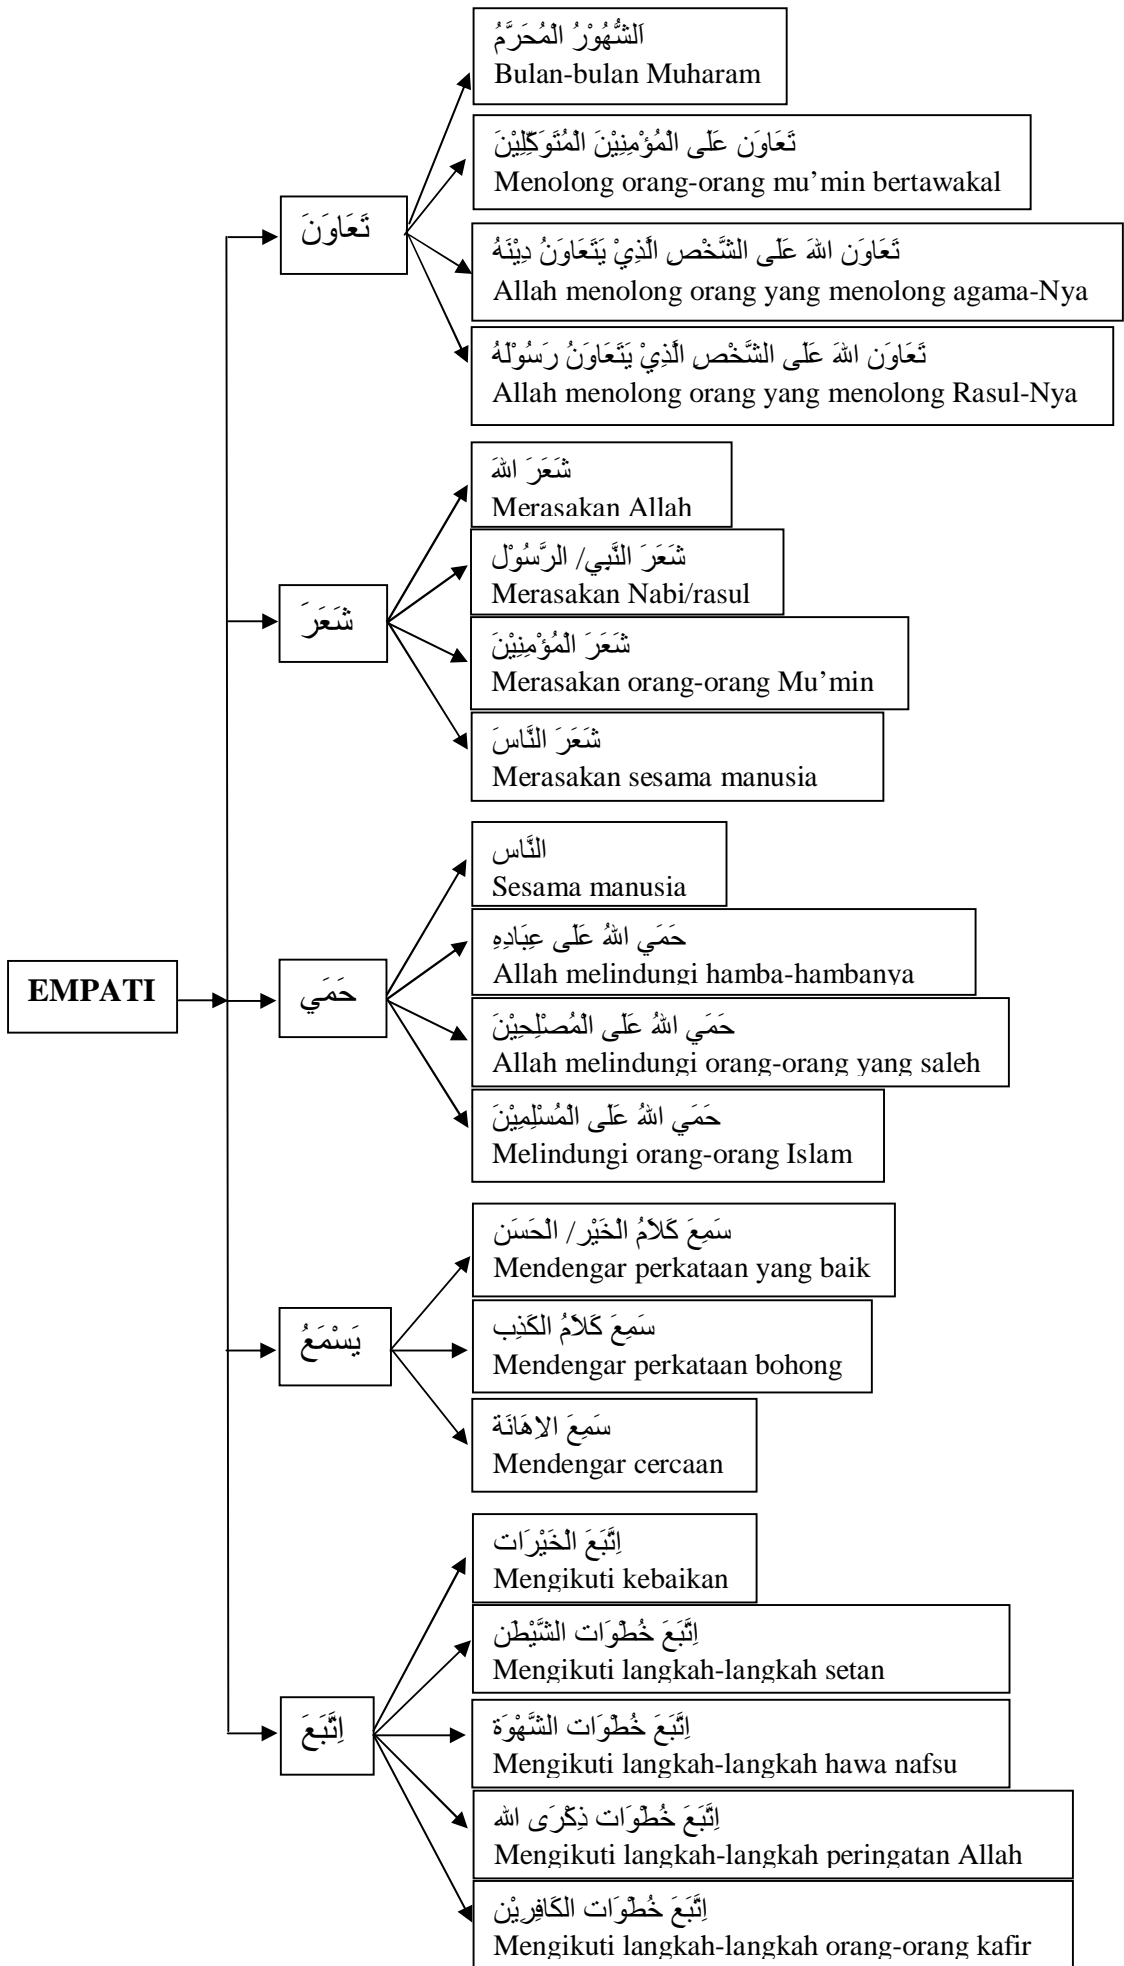 اَلشُّهُوْرُ الْمُحَرَّمُ
Bulan-bulan Muharam
تَعَاوَن عَلَى الْمُؤْمِنِيْنَ الْمُتَوَكِّلِيْنَ
Menolong orang-orang mu’min bertawakal
تَعَاوَنَ
تَعَاوَن اللهَ عَلَى الشَّخْصِ الَّذِيْ يَتَعَاوَنُ دِيْنَهُ
Allah menolong orang yang menolong agama-Nya
تَعَاوَن اللهَ عَلَى الشَّخْصِ الَّذِيْ يَتَعَاوَنُ رَسُوْلَهُ
Allah menolong orang yang menolong Rasul-Nya
شَعَرَ اللهَ
Merasakan Allah
شَعَرَ النَّبِي/ الرَّسُوْل
Merasakan Nabi/rasul
شَعَرَ
شَعَرَ الْمُؤْمِنِيْنَ
Merasakan orang-orang Mu’min
شَعَرَ النَّاسَ
Merasakan sesama manusia
النَّاس
Sesama manusia
حَمَي اللهُ عَلَى عِبَادِهِ
Allah melindungi hamba-hambanya
EMPATI
حَمَي
حَمَي اللهُ عَلَى الْمُصْلِحِيْنَ
Allah melindungi orang-orang yang saleh
حَمَي اللهُ عَلَى الْمُسْلِمِيْنَ
Melindungi orang-orang Islam
سَمِعَ كَلَامُ الخَيْر/ الْحَسَن
Mendengar perkataan yang baik
يَسْمَعُ
سَمِعَ كَلَامُ الكَذِب
Mendengar perkataan bohong
سَمِعَ الاِهَانَة
Mendengar cercaan
اِتَّبَعَ الْخَيْرَات
Mengikuti kebaikan
اِتَّبَعَ خُطْوَات الشَّيْطَن
Mengikuti langkah-langkah setan
اِتَّبَعَ
اِتَّبَعَ خُطْوَات الشَّهْوَة
Mengikuti langkah-langkah hawa nafsu
اِتَّبَعَ خُطْوَات ذِكْرَى الله
Mengikuti langkah-langkah peringatan Allah
اِتَّبَعَ خُطْوَات الكَافِرِيْن
Mengikuti langkah-langkah orang-orang kafir